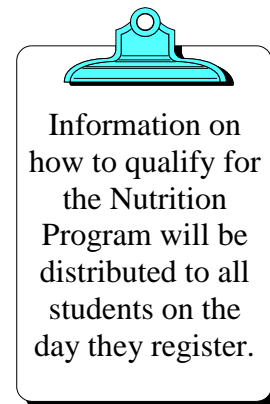 Information on
how to qualify for
the Nutrition
Program will be
distributed to all
students on the
day they register.